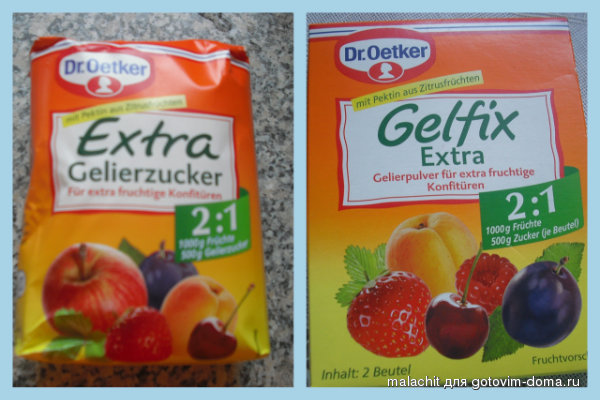 Dr.Oetker
mit Pektin aus Zitrusfrüchten
Extra
Gelierzucker
Für extra fruchtige Konfitüren
2:1
1000g Früchte
500g Gelierzucker
Dr.Oetker
mit Pektin aus Zitrusfrüchten
Gelfix
Extra
Gelierpulver für extra fruchtige
Konfitüren
2:1
1000g Früchte
500g Zucker (je Beutel)
Fruchtvorsc
Inhalt: 2 Beutel
malachit для gotovim-doma.ru